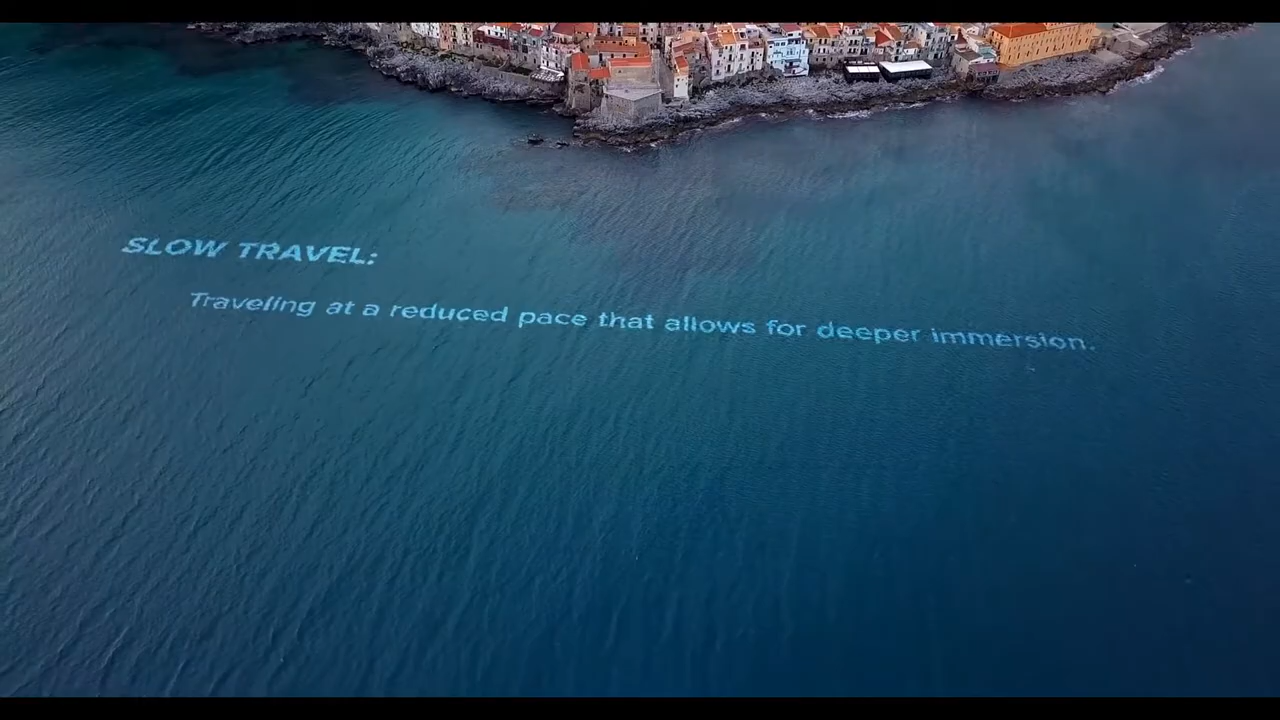 SLOW TRAVEL:
Traveling at a reduced pace that allows for deeper immersion.